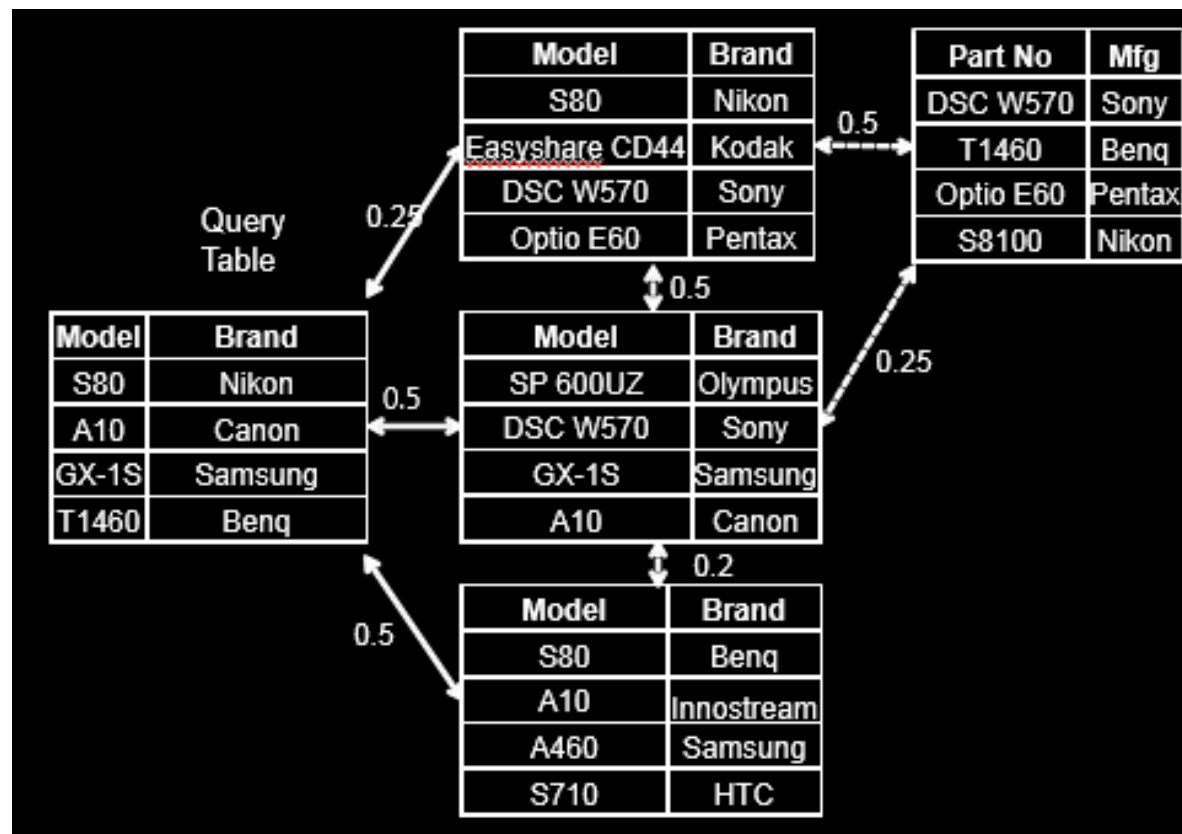 Model Brand
S80 Nikon
Easyshare CD44 Kodak
DSC W570 Sony
Optio E60 Pentax
0.5
Part No Mfg
DSC W570 Sony
T1460 Benq
Optio E60 Pentax
S8100 Nikon
0.25
Query
Table
0.5
Model Brand
S80 Nikon
A10 Canon
GX-1S Samsung
T1460 Benq
0.5
Model Brand
SP 600UZ Olympus
DSC W570 Sony
GX-1S Samsung
A10 Canon
0.25
0.2
0.5
Model Brand
S80 Benq
A10 Innostream
A460 Samsung
S710 HTC